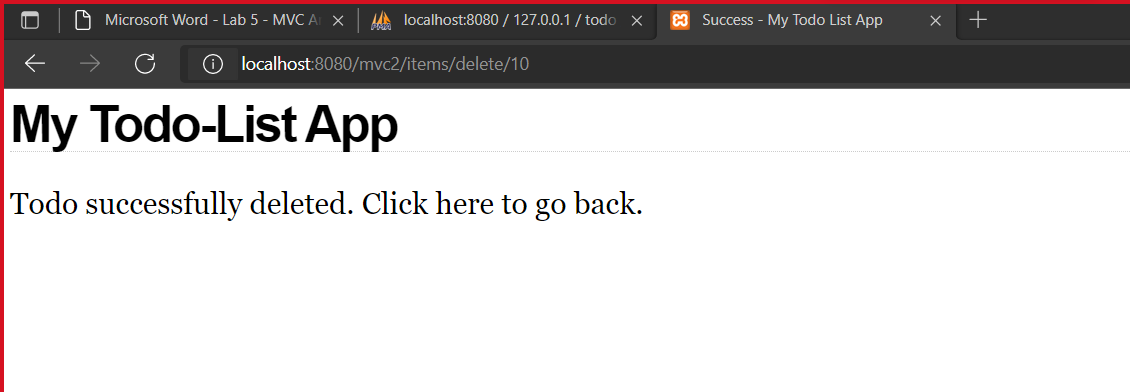 Microsoft Word - Lab 5 - MVC A
localhost:8080 / 127.0.0.1 / todo
Success - My Todo List App
localhost:8080/mvc2/items/delete/10
My Todo-List App
Todo successfully deleted. Click here to go back.